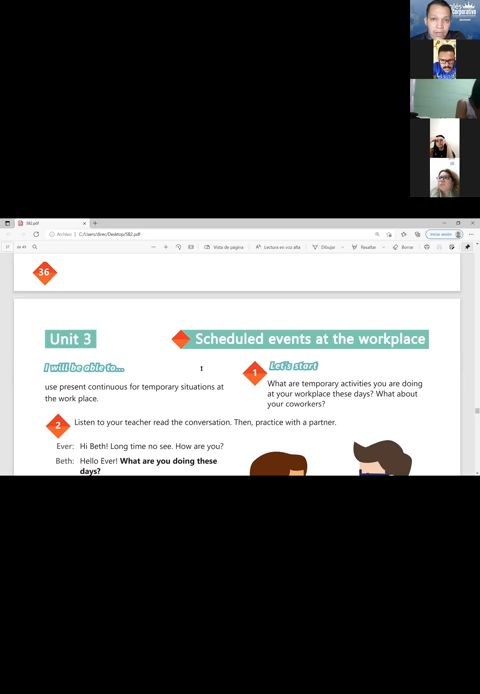 Corporativo
SB2.pdf
Archivo | C:/Users/
/Desktop/SB2.pdf
Iniciar sesión
37 de 49
Vista de página
Lectura en voz alta
Dibujar
Resaltar
Borrar
36
Unit 3
Scheduled events at the workplace
I will be able to...
use present continuous for temporary situations at
the work place.
1
Let's start
What are temporary activities you are doing
at your workplace these days? What about
your coworkers?
2
Listen to your teacher read the conversation. Then, practice with a partner.
Ever: Hi Beth! Long time no see. How are you?
Beth: Hello Ever! What are you doing these
days?